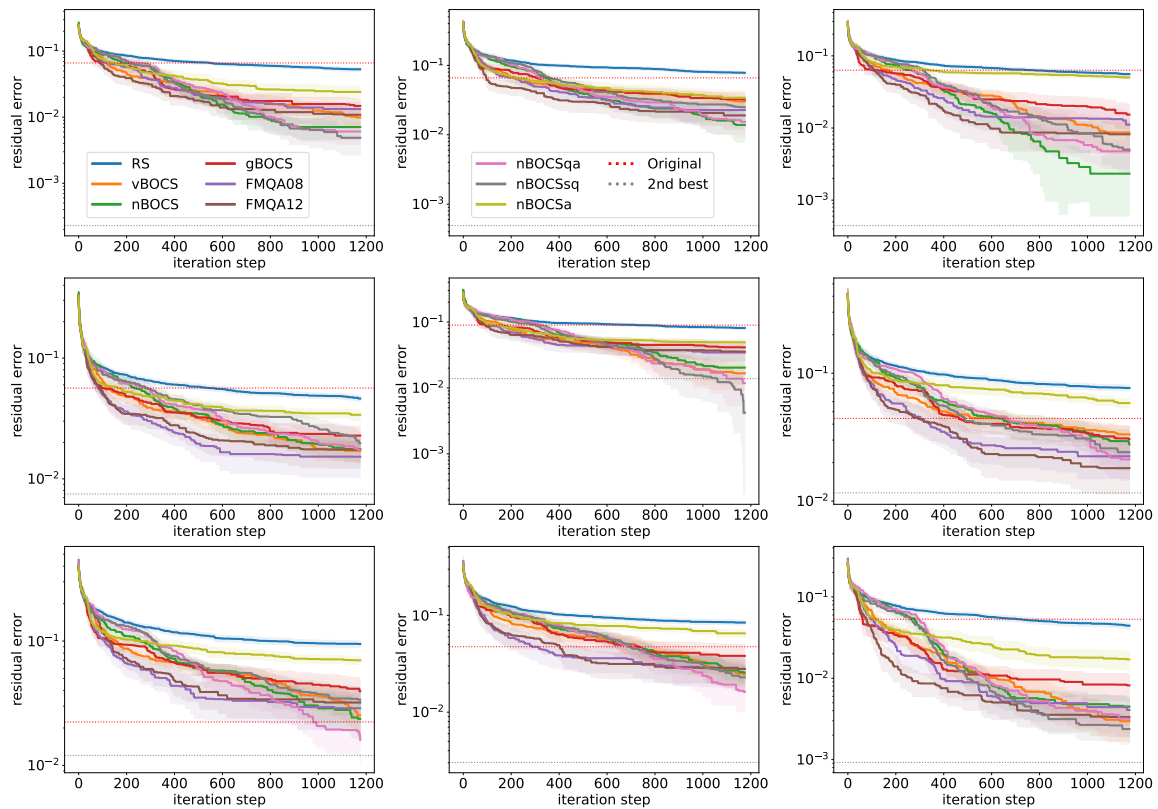 residual error
10⁻¹
10⁻²
10⁻³
RS
vBOCS
nBOCS
gBOCS
FMQA08
FMQA12
0 200 400 600 800 1000 1200
iteration step
residual error
10⁻¹
10⁻²
10⁻³
nBOCSqa
nBOCSsq
nBOCSa
Original
2nd best
0 200 400 600 800 1000 1200
iteration step
residual error
10⁻¹
10⁻²
10⁻³
0 200 400 600 800 1000 1200
iteration step
residual error
10⁻¹
10⁻²
0 200 400 600 800 1000 1200
iteration step
residual error
10⁻¹
10⁻²
10⁻³
0 200 400 600 800 1000 1200
iteration step
residual error
10⁻¹
10⁻²
0 200 400 600 800 1000 1200
iteration step
residual error
10⁻¹
10⁻²
0 200 400 600 800 1000 1200
iteration step
residual error
10⁻¹
10⁻²
0 200 400 600 800 1000 1200
iteration step
residual error
10⁻¹
10⁻²
10⁻³
0 200 400 600 800 1000 1200
iteration step